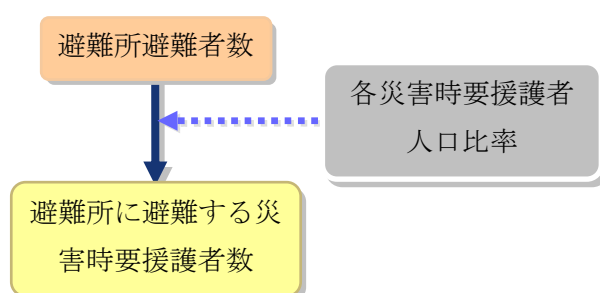 避難所避難者数
各災害時要援護者
人口比率
避難所に避難する災
害時要援護者数